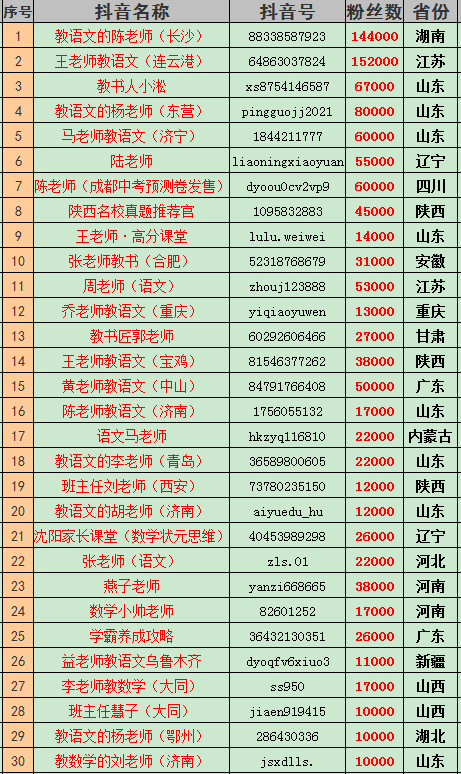 序号 抖音名称 抖音号 粉丝数 省份
1 教语文的陈老师（长沙） 88338587923 144000 湖南
2 王老师教语文（连云港） 64863037824 152000 江苏
3 教书人小淞 xs8754146587 67000 山东
4 教语文的杨老师（东营） pingguojj2021 80000 山东
5 马老师教语文（济宁） 1844211777 60000 山东
6 陆老师 liaoningxiaoyuan 55000 辽宁
7 陈老师（成都中考预测卷发售） dyoou0cv2vp9 60000 四川
8 陕西名校真题推荐官 1095832883 45000 陕西
9 王老师·高分课堂 lulu.weiwei 14000 山东
10 张老师教书（合肥） 52318768679 31000 安徽
11 周老师（语文） zhouj123888 53000 江苏
12 乔老师教语文（重庆） yiqiaoyuwen 13000 重庆
13 教书匠郭老师 60292606466 27000 甘肃
14 王老师教语文（宝鸡） 81546377262 38000 陕西
15 黄老师教语文（中山） 84791766408 50000 广东
16 陈老师教语文（济南） 1756055132 17000 山东
17 语文马老师 hkzyq116810 22000 内蒙古
18 教语文的李老师（青岛） 36589800605 22000 山东
19 班主任刘老师（西安） 73780235150 12000 陕西
20 教语文的胡老师（济南） aiyuedu_hu 12000 山东
21 沈阳家长课堂（数学状元思维） 40453989298 26000 辽宁
22 张老师（语文） zls.01 22000 河北
23 燕子老师 yanzi668665 38000 河南
24 数学小帅老师 82601252 17000 河南
25 学霸养成攻略 36432130351 26000 广东
26 益老师教语文乌鲁木齐 dyoqfv6xiuo3 11000 新疆
27 李老师教数学（大同） ss950 17000 山西
28 班主任慧子（大同） jiaen919415 10000 山西
29 教语文的杨老师（鄂州） 286430336 10000 湖北
30 教数学的刘老师（济南） jsxdlls. 10000 山东